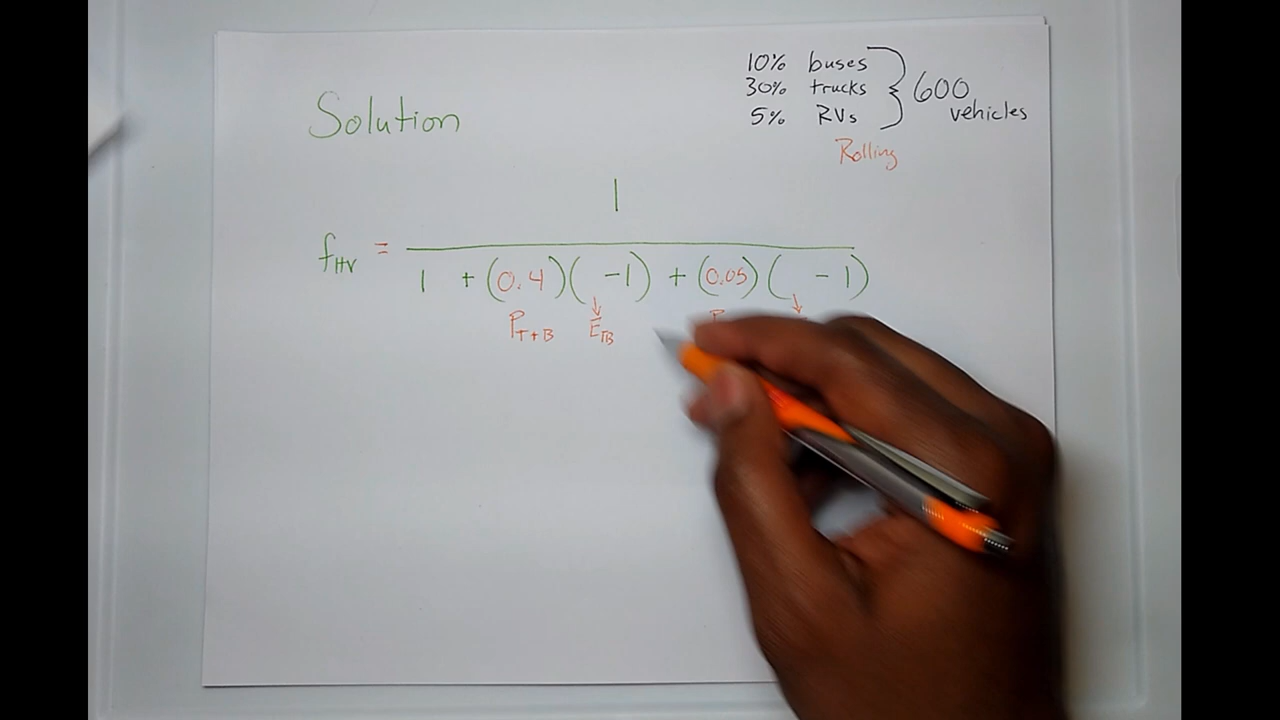 10% buses
30% trucks
5% RVs
600 vehicles
Rolling
Solution
1
fHV =
1 + (0.4)( -1) + (0.05)( - 1)
PT+B ETB P